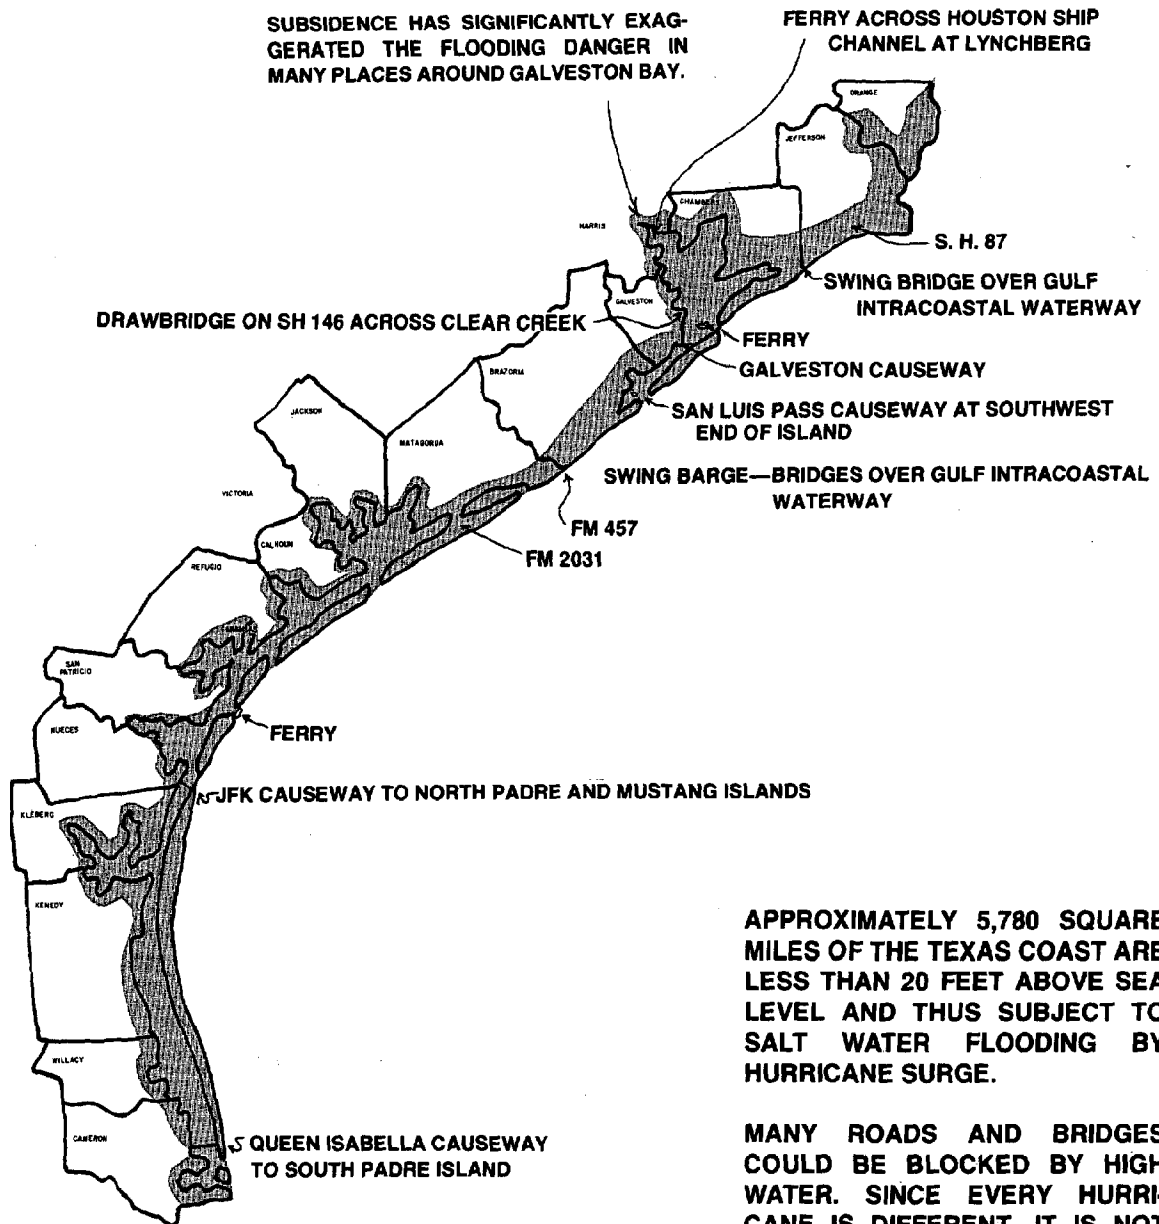 SUBSIDENCE HAS SIGNIFICANTLY EXAG-
GERATED THE FLOODING DANGER IN
MANY PLACES AROUND GALVESTON BAY.
FERRY ACROSS HOUSTON SHIP
CHANNEL AT LYNCHBERG
ORANGE
JEFFERSON
CHAMBERS
HARRIS
S. H. 87
SWING BRIDGE OVER GULF
INTRACOASTAL WATERWAY
GALVESTON
DRAWBRIDGE ON SH 146 ACROSS CLEAR CREEK
FERRY
GALVESTON CAUSEWAY
BRAZORIA
SAN LUIS PASS CAUSEWAY AT SOUTHWEST
END OF ISLAND
JACKSON
MATAGORDA
SWING BARGE—BRIDGES OVER GULF INTRACOASTAL
WATERWAY
VICTORIA
FM 457
CALHOUN
FM 2031
REFUGIO
SAN
PATRICIO
NUECES
FERRY
JFK CAUSEWAY TO NORTH PADRE AND MUSTANG ISLANDS
KLEBERG
KENEDY
WILLACY
CAMERON
QUEEN ISABELLA CAUSEWAY
TO SOUTH PADRE ISLAND
APPROXIMATELY 5,780 SQUARE
MILES OF THE TEXAS COAST ARE
LESS THAN 20 FEET ABOVE SEA
LEVEL AND THUS SUBJECT TO
SALT WATER FLOODING BY
HURRICANE SURGE.
MANY ROADS AND BRIDGES
COULD BE BLOCKED BY HIGH
WATER. SINCE EVERY HURRI-
CANE IS DIFFERENT, IT IS NOT